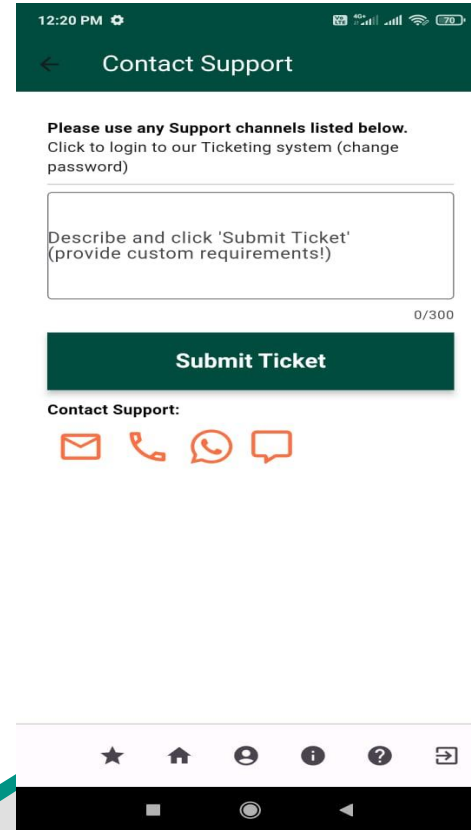 12:20 PM
4G+
70
Contact Support
Please use any Support channels listed below.
Click to login to our Ticketing system (change
password)
Describe and click 'Submit Ticket'
(provide custom requirements!)
0/300
Submit Ticket
Contact Support: